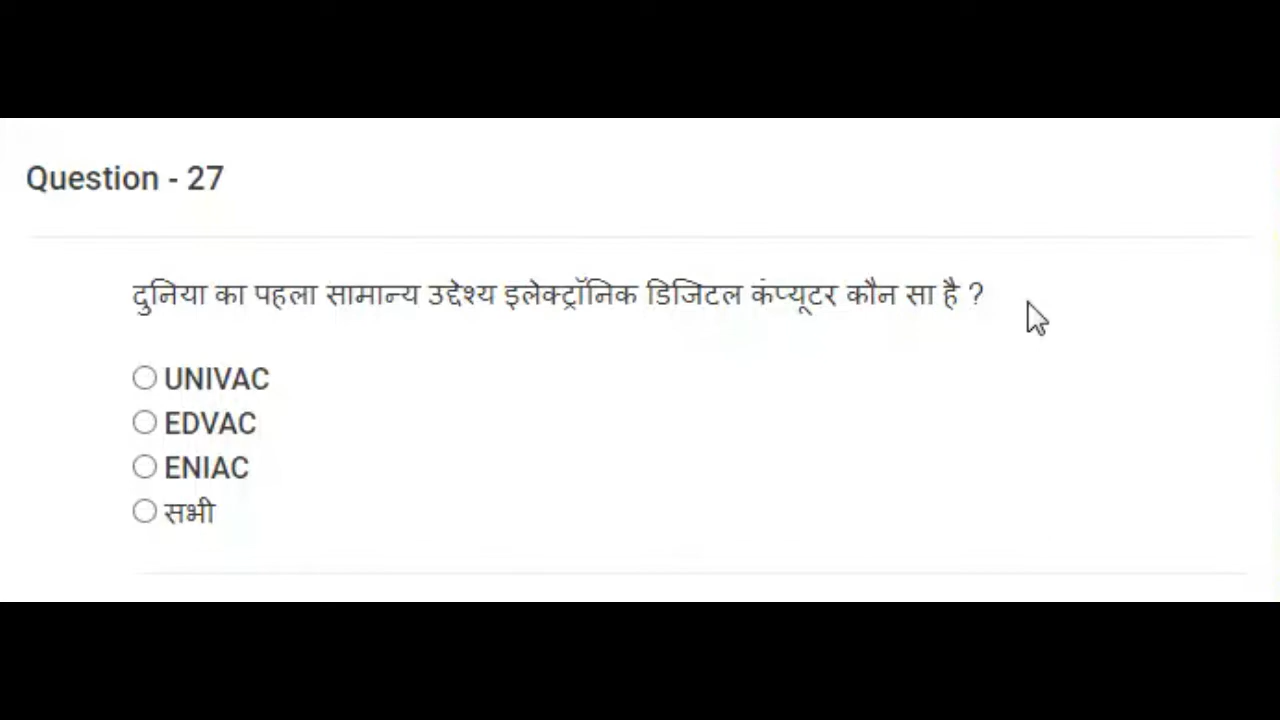 Question - 27
दुनिया का पहला सामान्य उद्देश्य इलेक्ट्रॉनिक डिजिटल कंप्यूटर कौन सा है ?
UNIVAC
EDVAC
ENIAC
सभी